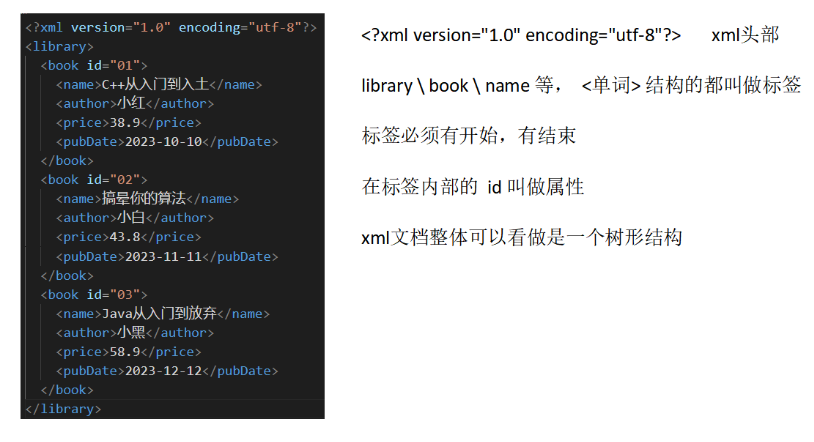 <?xml version="1.0" encoding="utf-8"?>
<library>
<book id="01">
<name>C++从入门到入土</name>
<author>小红</author>
<price>38.9</price>
<pubDate>2023-10-10</pubDate>
</book>
<book id="02">
<name>搞晕你的算法</name>
<author>小白</author>
<price>43.8</price>
<pubDate>2023-11-11</pubDate>
</book>
<book id="03">
<name>Java从入门到放弃</name>
<author>小黑</author>
<price>58.9</price>
<pubDate>2023-12-12</pubDate>
</book>
</library>
<?xml version="1.0" encoding="utf-8"?> xml头部
library \ book \ name 等， <单词> 结构的都叫做标签
标签必须有开始，有结束
在标签内部的 id 叫做属性
xml文档整体可以看做是一个树形结构